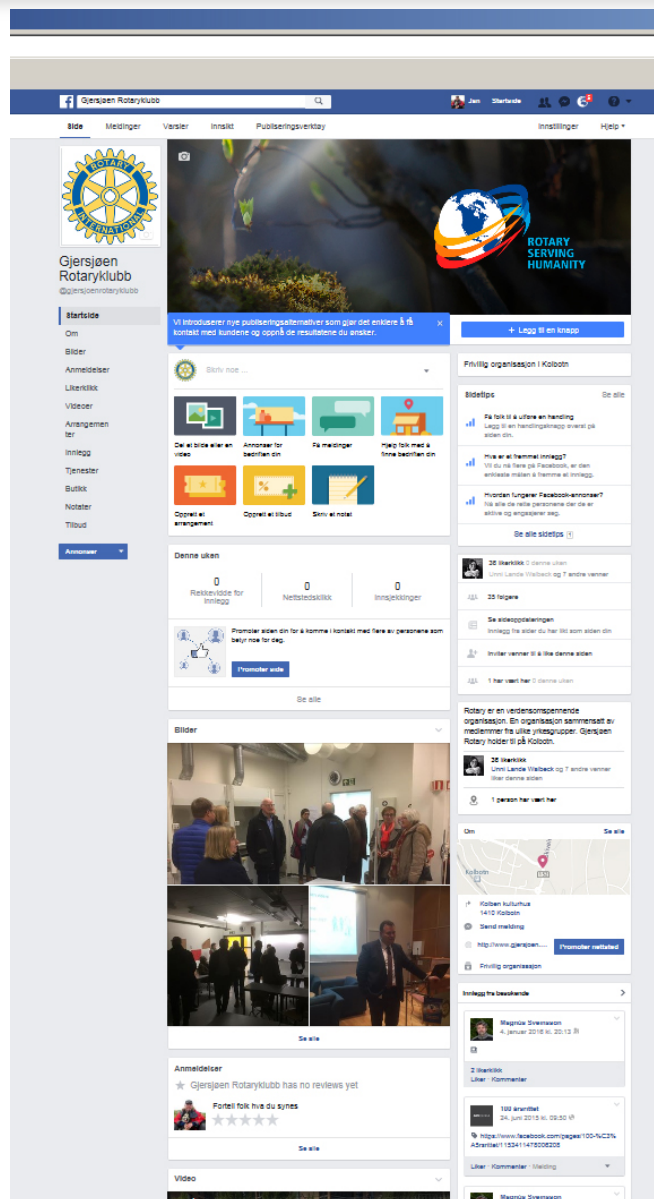 Gjersjøen Rotaryklubb
Jan Startside
Side Meldinger Varsler Innsikt Publiseringsverktøy Innstillinger Hjelp
ROTARY
INTERNATIONAL
ROTARY
SERVING
HUMANITY
Gjersjøen
Rotaryklubb
@gjersjoenrotaryklubb
Startside
Om
Bilder
Anmeldelser
Likerklikk
Videoer
Arrangemen
ter
Innlegg
Tjenester
Butikk
Notater
Tilbud
Annonser
Vi introduserer nye publiseringsalternativer som gjør det enklere å få
kontakt med kundene og oppnå de resultatene du ønsker.
Skriv noe ...
Del et bilde eller en
video
Annonser for
bedriften din
Få meldinger
Hjelp folk med å
finne bedriften din
Opprett et
arrangement
Opprett et tilbud
Skriv et notat
Denne uken
0
Rekkevidde for
innlegg
0
Nettstedsklikk
0
Innsjekkinger
Promoter siden din for å komme i kontakt med flere av personene som
betyr noe for deg.
Promoter side
Se alle
Bilder
Se alle
Anmeldelser
Gjersjøen Rotaryklubb has no reviews yet
Fortell folk hva du synes
Se alle
Video
+ Legg til en knapp
Frivillig organisasjon i Kolbotn
Sidetips Se alle
Få folk til å utføre en handling
Legg til en handlingsknapp øverst på
siden din.
Hva er et fremmet innlegg?
Vil du nå flere på Facebook, er den
enkleste måten å fremme et innlegg.
Hvordan fungerer Facebook-annonser?
Nå alle de rette personene der de er
aktive og engasjerer seg.
Se alle sidetips
likerklikk 0 denne uken
Unni Lande Walbeck og 7 andre venner
følgere
Se sideoppdateringen
Innlegg fra sider du har likt som siden din
Inviter venner til å like denne siden
1 har vært her 0 denne uken
Rotary er en verdensomspennende
organisasjon. En organisasjon sammensatt av
medlemmer fra ulike yrkesgrupper. Gjersjøen
Rotary holder til på Kolbotn.
likerklikk
Unni Lande Walbeck og 7 andre venner
liker denne siden
1 person har vært her
Om Se alle
Kolbotn
Kolben kulturhus
1410 Kolbotn
Send melding
http://www.gjersjoen.... Promoter nettsted
Frivillig organisasjon
Innlegg fra besøkende
Magnús Sveinsson
4. januar 2016 kl. 20:13
2 likerklikk
Liker · Kommenter
100 årsrittet
24. juni 2015 kl. 09:50
Liker · Kommenter · Melding
Magnús Sveinsson